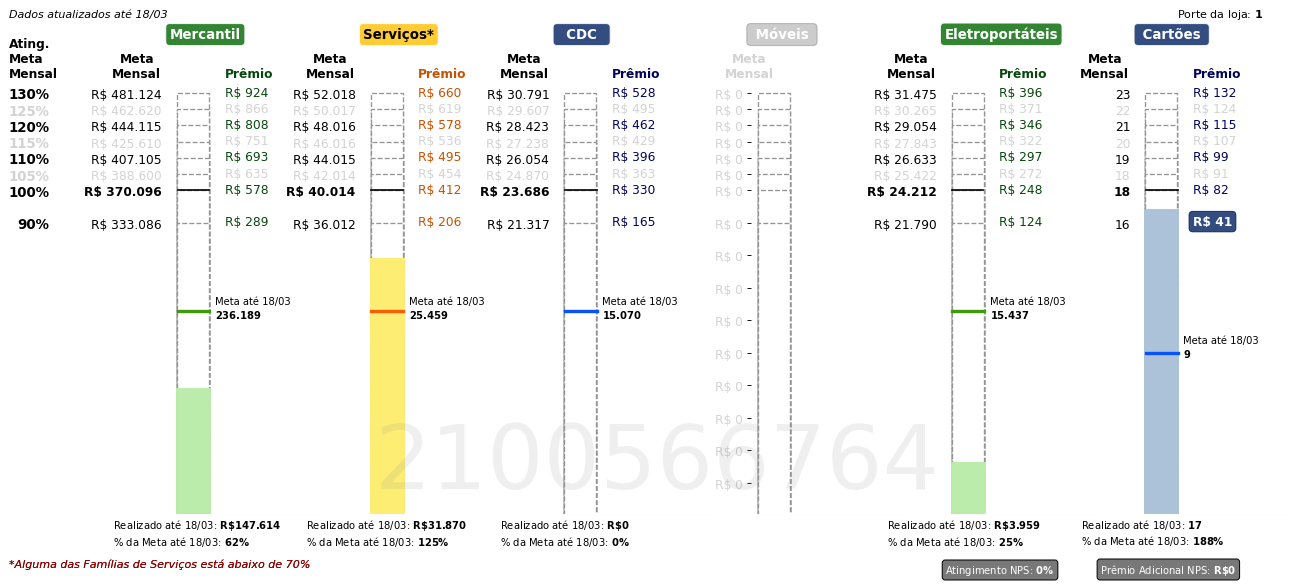 Dados atualizados até 18/03
Porte da loja: 1
Mercantil Serviços* CDC Móveis Eletroportáteis Cartões
Ating.
Meta Meta Meta Meta Meta Meta Meta
Mensal Mensal Prêmio Mensal Prêmio Mensal Prêmio Mensal Mensal Prêmio Mensal Prêmio
130% R$ 481.124 R$ 924 R$ 52.018 R$ 660 R$ 30.791 R$ 528 R$ 0 R$ 31.475 R$ 396 23 R$ 132
125% R$ 462.620 R$ 866 R$ 50.017 R$ 619 R$ 29.607 R$ 495 R$ 0 R$ 30.265 R$ 371 22 R$ 124
120% R$ 444.115 R$ 808 R$ 48.016 R$ 578 R$ 28.423 R$ 462 R$ 0 R$ 29.054 R$ 346 21 R$ 115
115% R$ 425.610 R$ 751 R$ 46.016 R$ 536 R$ 27.238 R$ 429 R$ 0 R$ 27.843 R$ 322 20 R$ 107
110% R$ 407.105 R$ 693 R$ 44.015 R$ 495 R$ 26.054 R$ 396 R$ 0 R$ 26.633 R$ 297 19 R$ 99
105% R$ 388.600 R$ 635 R$ 42.014 R$ 454 R$ 24.870 R$ 363 R$ 0 R$ 25.422 R$ 272 18 R$ 91
100% R$ 370.096 R$ 578 R$ 40.014 R$ 412 R$ 23.686 R$ 330 R$ 0 R$ 24.212 R$ 248 18 R$ 82
90% R$ 333.086 R$ 289 R$ 36.012 R$ 206 R$ 21.317 R$ 165 R$ 0 R$ 21.790 R$ 124 16 R$ 41
R$ 0
R$ 0
Meta até 18/03 Meta até 18/03 Meta até 18/03 Meta até 18/03
236.189 25.459 15.070 15.437
R$ 0
Meta até 18/03
9
R$ 0
R$ 0
R$ 0
R$ 0
R$ 0
2100566764
Realizado até 18/03: R$147.614 Realizado até 18/03: R$31.870 Realizado até 18/03: R$0 Realizado até 18/03: R$3.959 Realizado até 18/03: 17
% da Meta até 18/03: 62% % da Meta até 18/03: 125% % da Meta até 18/03: 0% % da Meta até 18/03: 25% % da Meta até 18/03: 188%
*Alguma das Famílias de Serviços está abaixo de 70%
Atingimento NPS: 0% Prêmio Adicional NPS: R$0